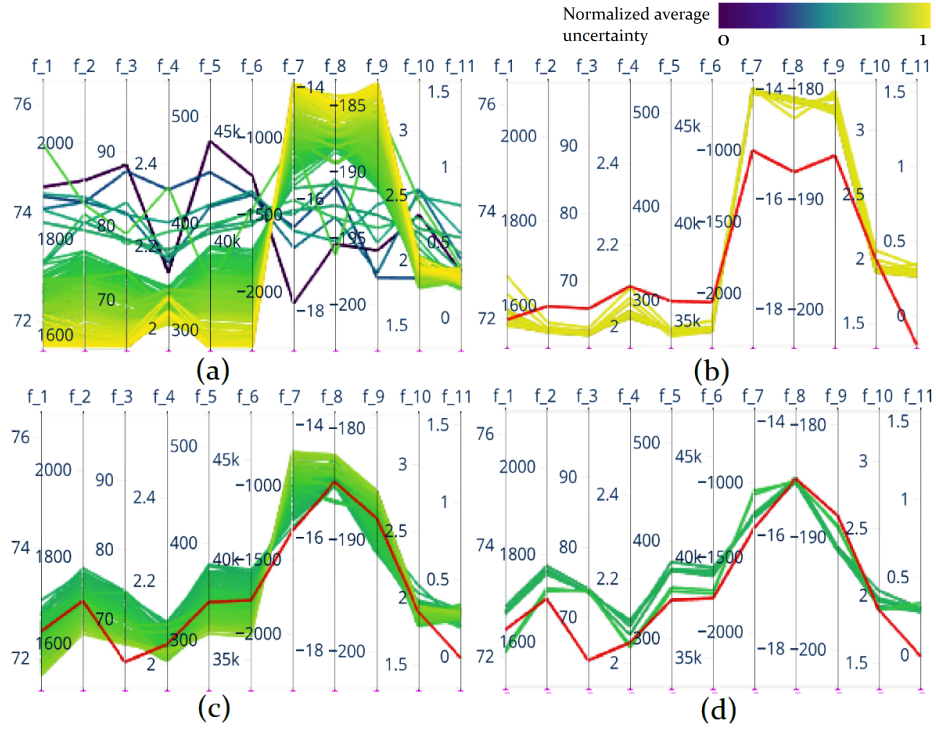 Normalized average
uncertainty
0 1
f_1 f_2 f_3 f_4 f_5 f_6 f_7 f_8 f_9 f_10 f_11
76 2000 90 2.4 500 45k −1000 −14 −185 3 1.5
74 1800 80 2.2 400 40k −1500 −16 −190 2.5 1
72 1600 70 2 300 −2000 −18 −195 2 0.5
−200 1.5 0
(a)
f_1 f_2 f_3 f_4 f_5 f_6 f_7 f_8 f_9 f_10 f_11
76 2000 90 2.4 500 45k −1000 −14 −180 3 1.5
74 1800 80 2.2 400 40k −1500 −16 −190 2.5 1
72 1600 70 2 300 35k −2000 −18 −200 2 0.5
1.5 0
(b)
f_1 f_2 f_3 f_4 f_5 f_6 f_7 f_8 f_9 f_10 f_11
76 2000 90 2.4 500 45k −1000 −14 −180 3 1.5
74 1800 80 2.2 400 40k −1500 −16 −190 2.5 1
72 1600 70 2 300 35k −2000 −18 −200 2 0.5
1.5 0
(c)
f_1 f_2 f_3 f_4 f_5 f_6 f_7 f_8 f_9 f_10 f_11
76 2000 90 2.4 500 45k −1000 −14 −180 3 1.5
74 1800 80 2.2 400 40k −1500 −16 −190 2.5 1
72 1600 70 2 300 35k −2000 −18 −200 2 0.5
1.5 0
(d)